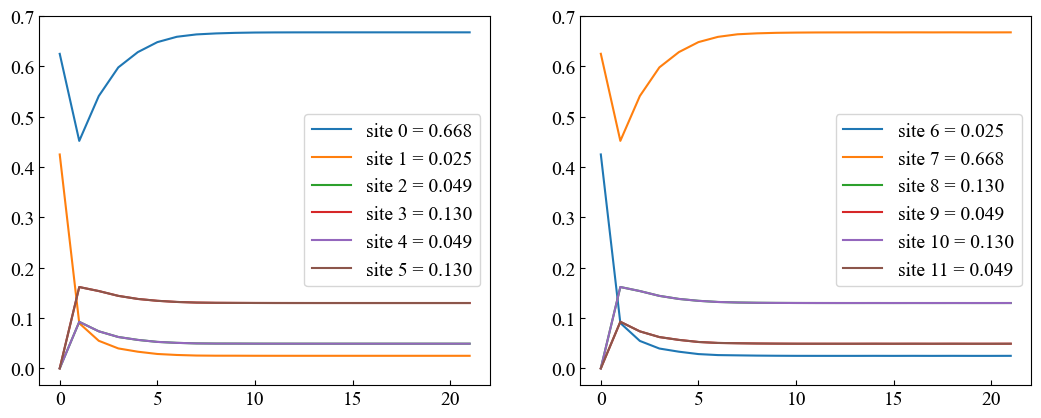 0.7
0.6
0.5
0.4
0.3
0.2
0.1
0.0
0 5 10 15 20
site 0 = 0.668
site 1 = 0.025
site 2 = 0.049
site 3 = 0.130
site 4 = 0.049
site 5 = 0.130
0.7
0.6
0.5
0.4
0.3
0.2
0.1
0.0
0 5 10 15 20
site 6 = 0.025
site 7 = 0.668
site 8 = 0.130
site 9 = 0.049
site 10 = 0.130
site 11 = 0.049